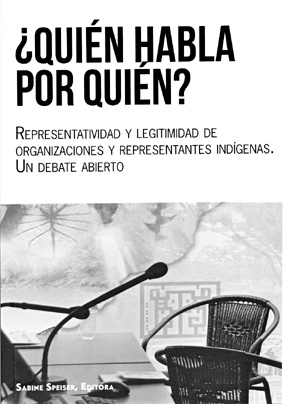 ¿QUIÉN HABLA
POR QUIÉN?
REPRESENTATIVIDAD Y LEGITIMIDAD DE
ORGANIZACIONES Y REPRESENTANTES INDÍGENAS.
UN DEBATE ABIERTO
SABINE SPEISER, EDITORA